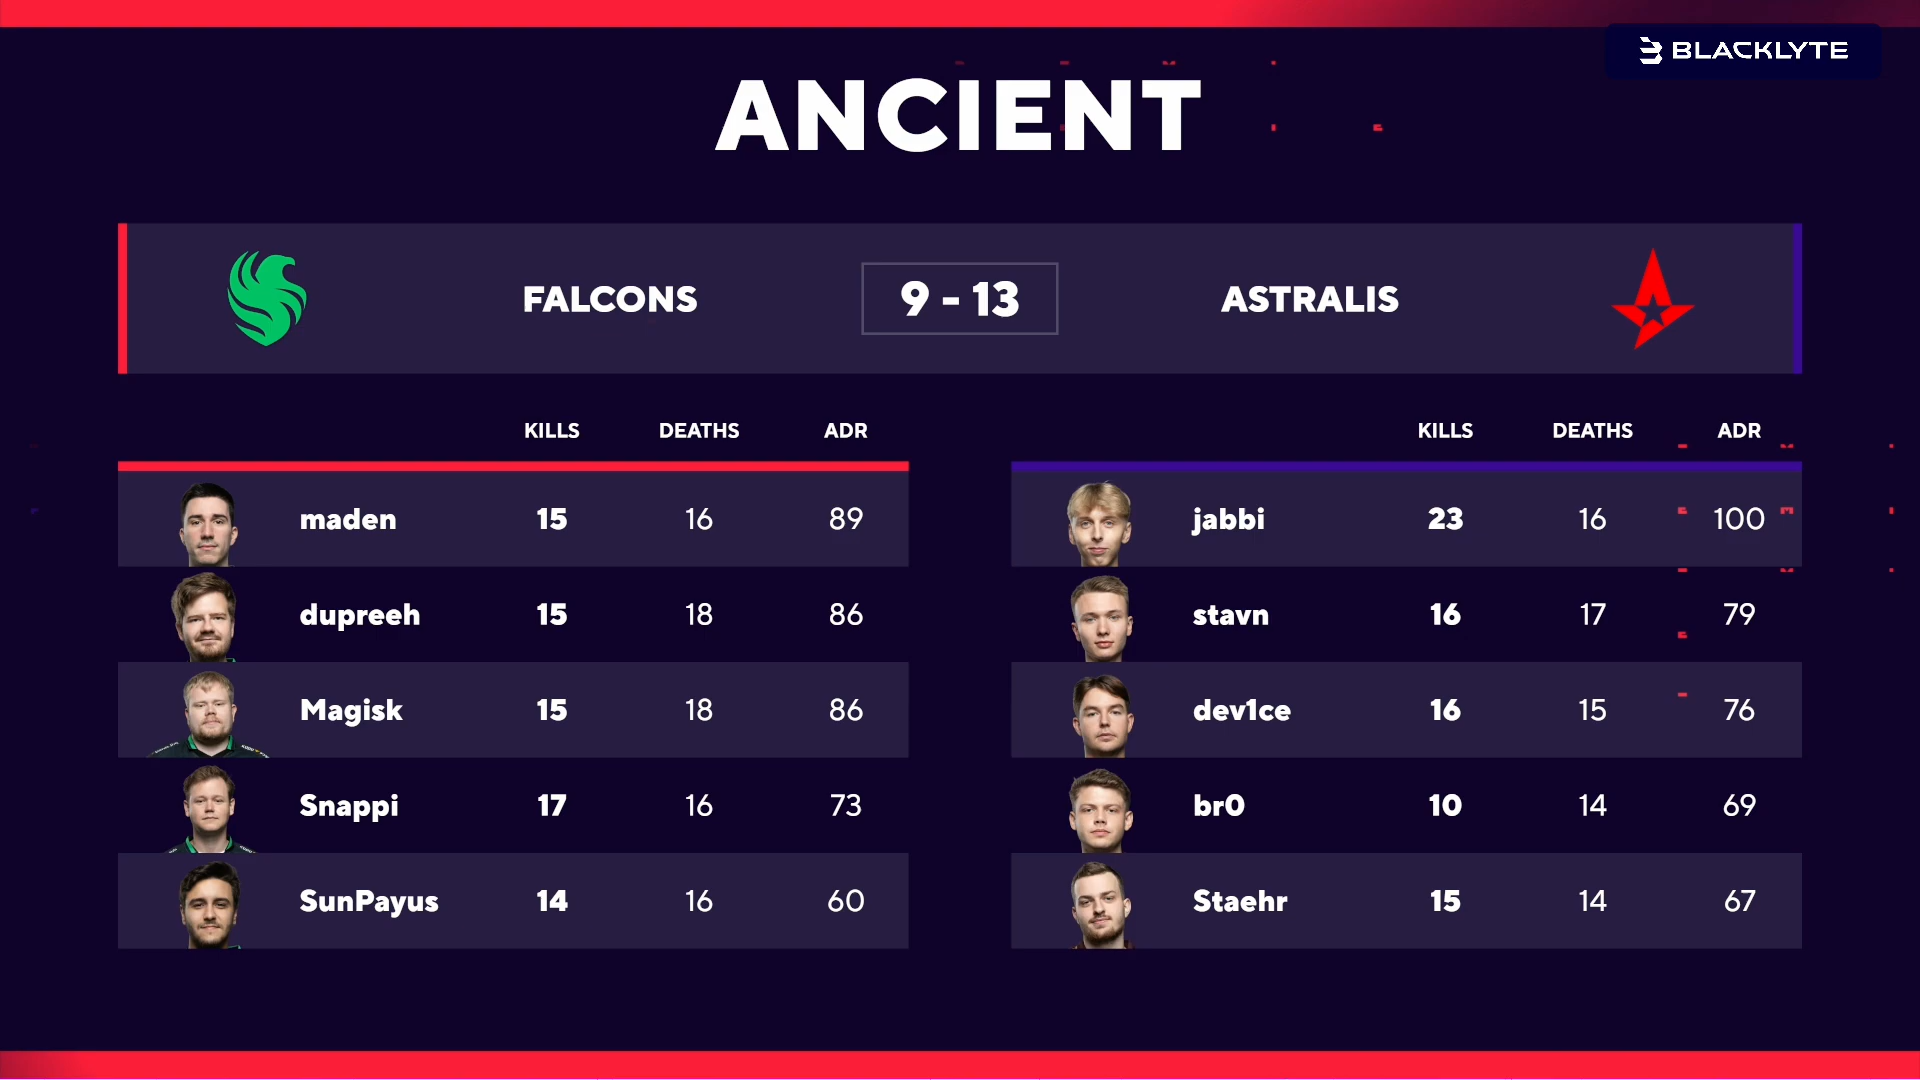 BLACKLYTE
ANCIENT
FALCONS 9 - 13 ASTRALIS
KILLS DEATHS ADR
maden 15 16 89
dupreeh 15 18 86
Magisk 15 18 86
Snappi 17 16 73
SunPayus 14 16 60
KILLS DEATHS ADR
jabbi 23 16 100
stavn 16 17 79
dev1ce 16 15 76
br0 10 14 69
Staehr 15 14 67